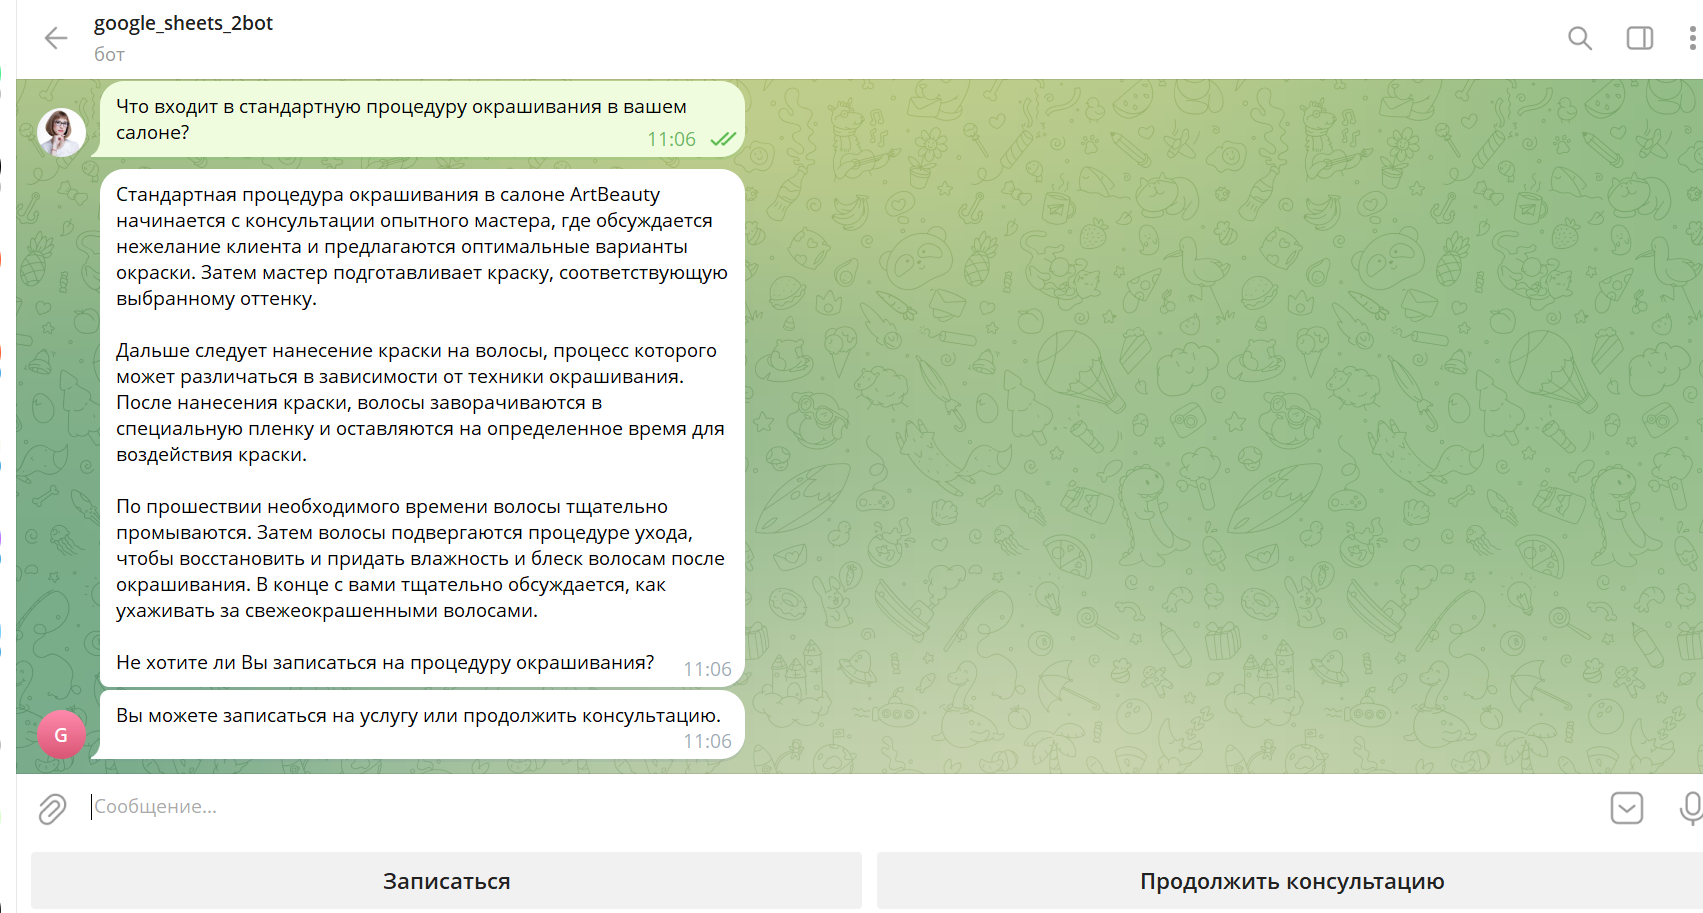 google_sheets_2bot
бот
Что входит в стандартную процедуру окрашивания в вашем
салоне?
11:06
Стандартная процедура окрашивания в салоне ArtBeauty
начинается с консультации опытного мастера, где обсуждается
нежелание клиента и предлагаются оптимальные варианты
окраски. Затем мастер подготавливает краску, соответствующую
выбранному оттенку.
Дальше следует нанесение краски на волосы, процесс которого
может различаться в зависимости от техники окрашивания.
После нанесения краски, волосы заворачиваются в
специальную пленку и оставляются на определенное время для
воздействия краски.
По прошествии необходимого времени волосы тщательно
промываются. Затем волосы подвергаются процедуре ухода,
чтобы восстановить и придать влажность и блеск волосам после
окрашивания. В конце с вами тщательно обсуждается, как
ухаживать за свежеокрашенными волосами.
Не хотите ли Вы записаться на процедуру окрашивания?
11:06
Вы можете записаться на услугу или продолжить консультацию.
11:06
G
Сообщение...
Записаться
Продолжить консультацию